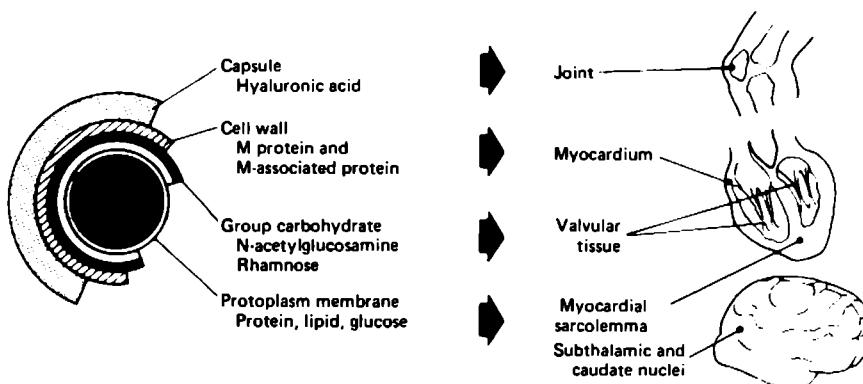 Capsule
Hyaluronic acid
Cell wall
M protein and
M-associated protein
Group carbohydrate
N-acetylglucosamine
Rhamnose
Protoplasm membrane
Protein, lipid, glucose
Joint
Myocardium
Valvular
tissue
Myocardial
sarcolemma
Subthalamic and
caudate nuclei